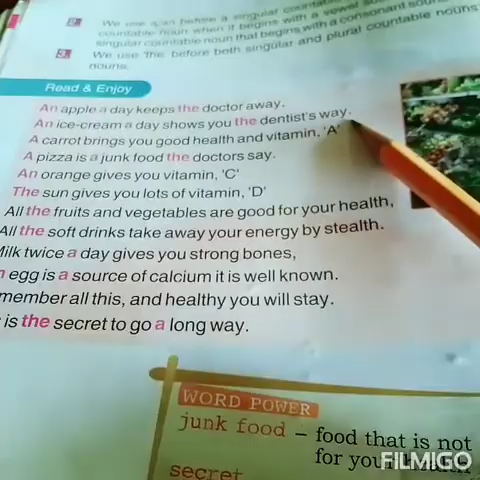 2. We use a/an before a singular countable
countable noun when it begins with a vowel sound
singular countable noun that begins with a consonant sound
3. We use 'the' before both singular and plural countable nouns
nouns.
Read & Enjoy
An apple a day keeps the doctor away.
An ice-cream a day shows you the dentist's way.
A carrot brings you good health and vitamin, 'A'
A pizza is a junk food the doctors say.
An orange gives you vitamin, 'C'
The sun gives you lots of vitamin, 'D'
All the fruits and vegetables are good for your health,
All the soft drinks take away your energy by stealth.
Milk twice a day gives you strong bones,
egg is a source of calcium it is well known.
member all this, and healthy you will stay.
is the secret to go a long way.
WORD POWER
junk food – food that is not
for your health
secret
FILMIGO